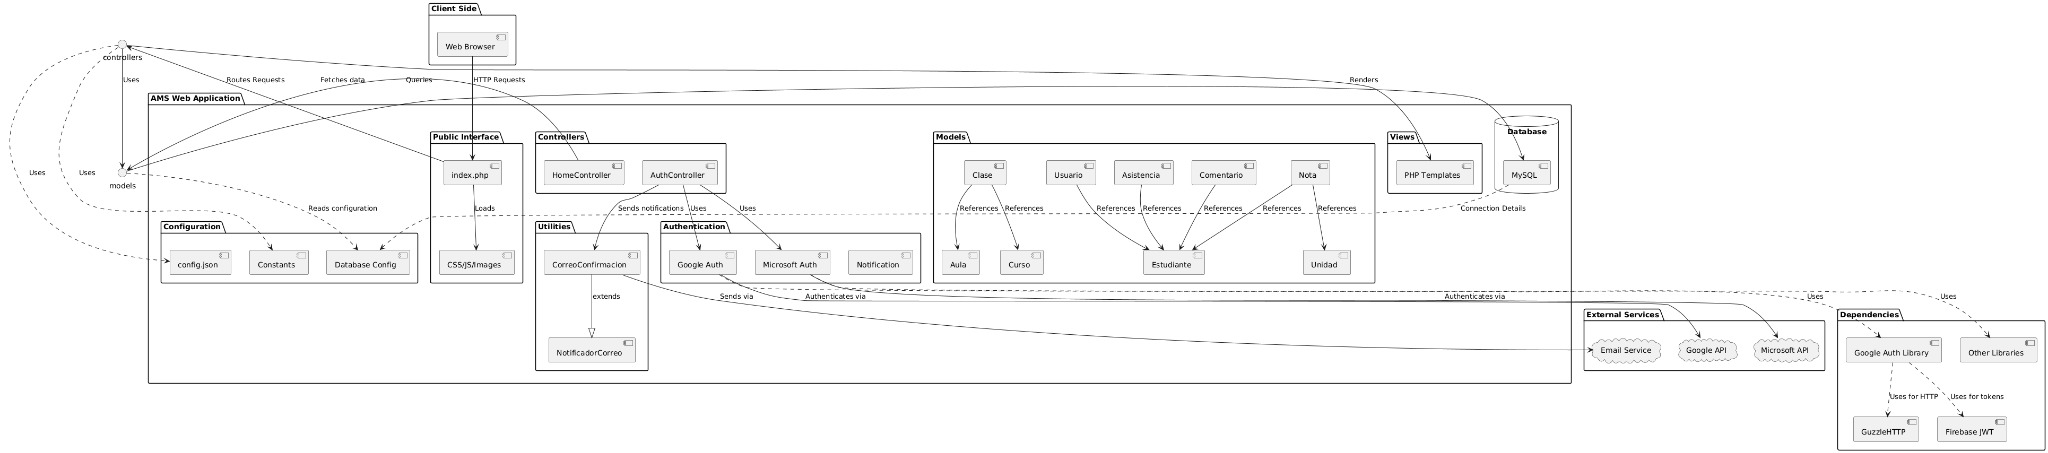 Client Side
Web Browser
controllers
Uses
Routes Requests
Fetches data
Queries
HTTP Requests
Renders
AMS Web Application
Public Interface
Controllers
Models
Views
Database
index.php
HomeController
AuthController
Clase
Usuario
Asistencia
Comentario
Nota
PHP Templates
MySQL
models
Uses
Uses
Reads configuration
Loads
Sends notifications
Uses
Uses
References
References
References
References
References
References
References
Connection Details
Configuration
Utilities
Authentication
config.json
Constants
Database Config
CSS/JS/Images
CorreoConfirmacion
Google Auth
Microsoft Auth
Notification
Aula
Curso
Estudiante
Unidad
extends
Sends via
Authenticates via
Authenticates via
Uses
Uses
External Services
Dependencies
NotificadorCorreo
Email Service
Google API
Microsoft API
Google Auth Library
Other Libraries
Uses for HTTP
Uses for tokens
GuzzleHTTP
Firebase JWT